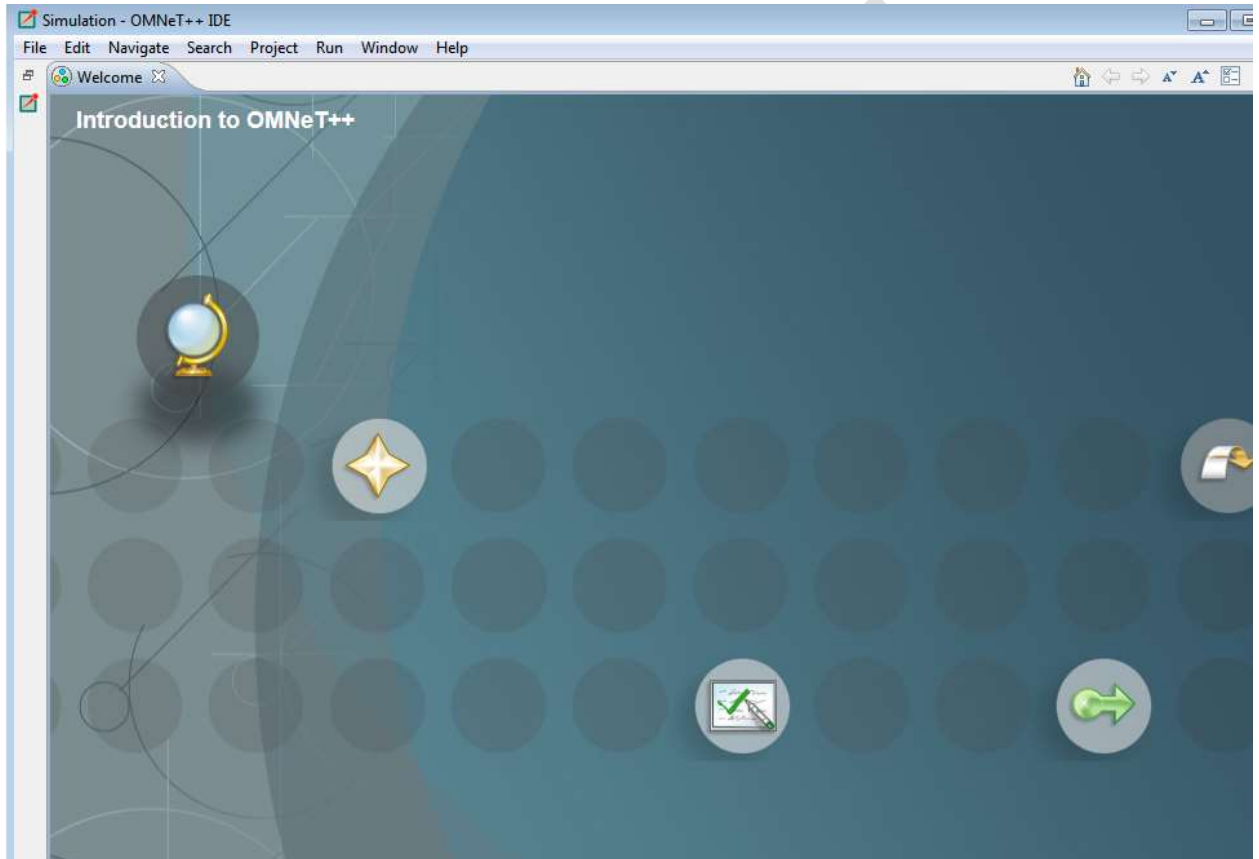 Simulation - OMNeT++ IDE
File Edit Navigate Search Project Run Window Help
Welcome
Introduction to OMNeT++